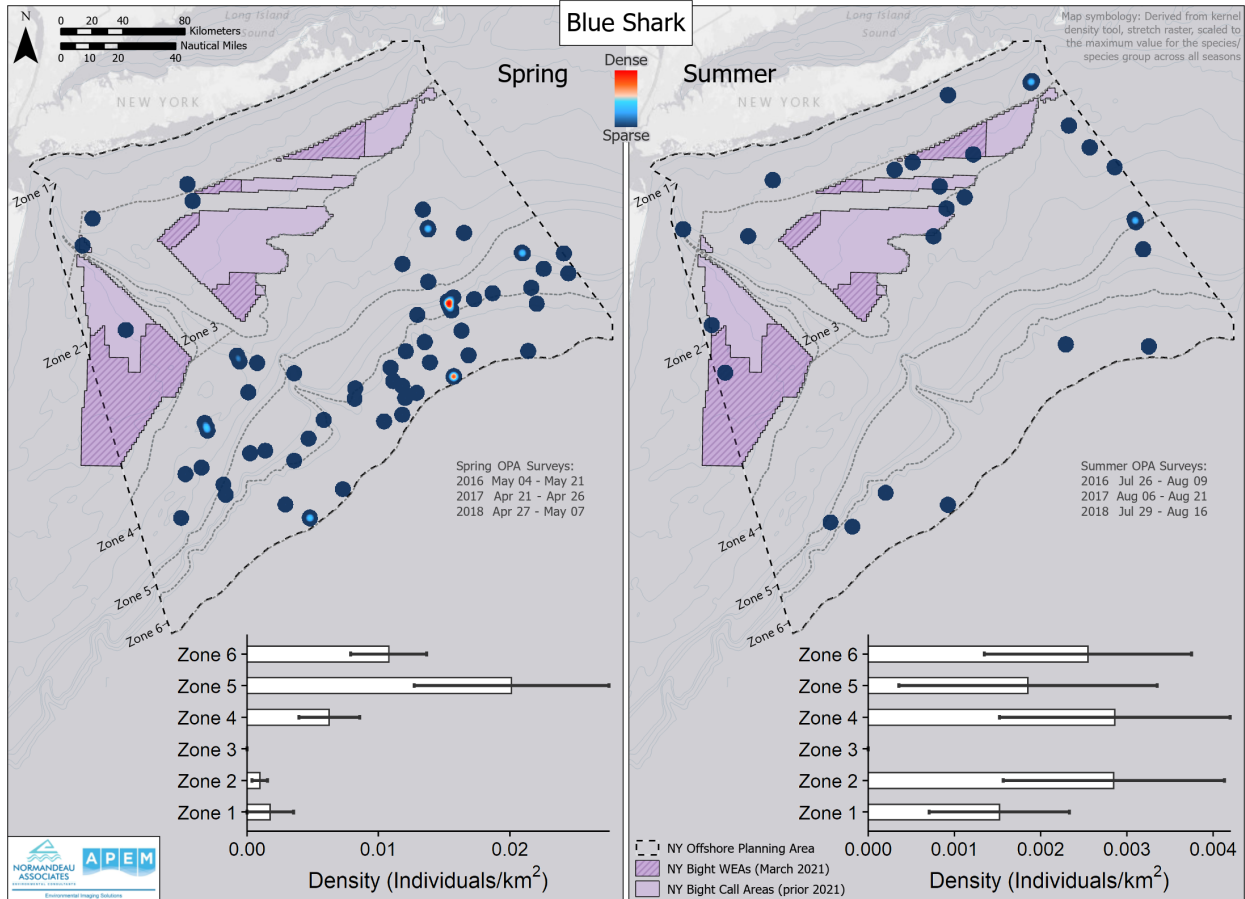 Blue Shark
N
0 20 40 80
Kilometers
Nautical Miles
0 10 20 40
Long Island
Sound
NEW YORK
Spring
Dense
Sparse
Zone 1
Zone 2
Zone 3
Zone 4
Zone 5
Zone 6
Spring OPA Surveys:
2016 May 04 - May 21
2017 Apr 21 - Apr 26
2018 Apr 27 - May 07
Zone 6
Zone 5
Zone 4
Zone 3
Zone 2
Zone 1
0.00 0.01 0.02
Density (Individuals/km²)
NORMANDEAU
ASSOCIATES
ENVIRONMENTAL CONSULTANTS
APEM
Environmental Imaging Solutions
Summer
Long Island
Sound
NEW YORK
Map symbology: Derived from kernel
density tool, stretch raster, scaled to
the maximum value for the species/
species group across all seasons
Zone 1
Zone 2
Zone 3
Zone 4
Zone 5
Zone 6
Summer OPA Surveys:
2016 Jul 26 - Aug 09
2017 Aug 06 - Aug 21
2018 Jul 29 - Aug 16
Zone 6
Zone 5
Zone 4
Zone 3
Zone 2
Zone 1
0.000 0.001 0.002 0.003 0.004
Density (Individuals/km²)
NY Offshore Planning Area
NY Bight WEAs (March 2021)
NY Bight Call Areas (prior 2021)